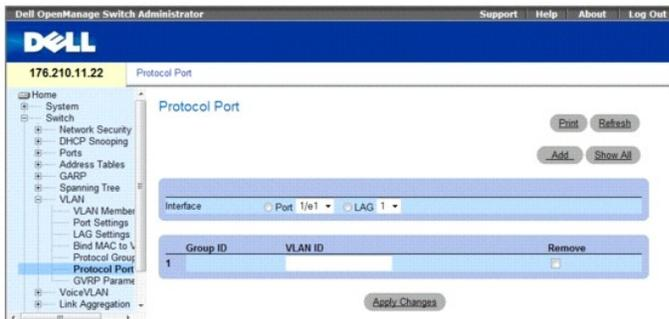 Dell OpenManage Switch Administrator
Support Help About Log Out
DELL
176.210.11.22
Protocol Port
Home
System
Switch
Network Security
DHCP Snooping
Ports
Address Tables
GARP
Spanning Tree
VLAN
VLAN Member
Port Settings
LAG Settings
Bind MAC to V
Protocol Group
Protocol Port
GVRP Parame
VoiceVLAN
Link Aggregation
Protocol Port
Print Refresh
Add Show All
Interface Port 1/e1 LAG 1
Group ID VLAN ID Remove
1
Apply Changes